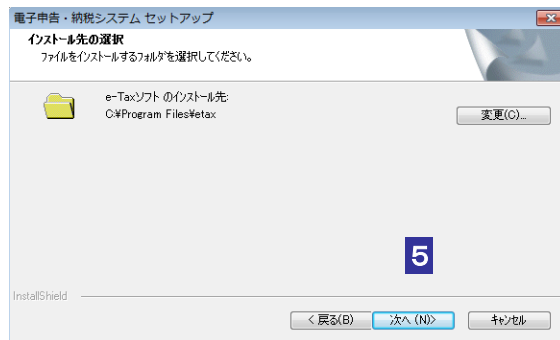 電子申告・納税システム セットアップ
インストール先の選択
ファイルをインストールするフォルダを選択してください。
e-Taxソフト のインストール先:
C:¥Program Files¥etax
変更(C)...
5
InstallShield
< 戻る(B)
次へ (N)>
キャンセル